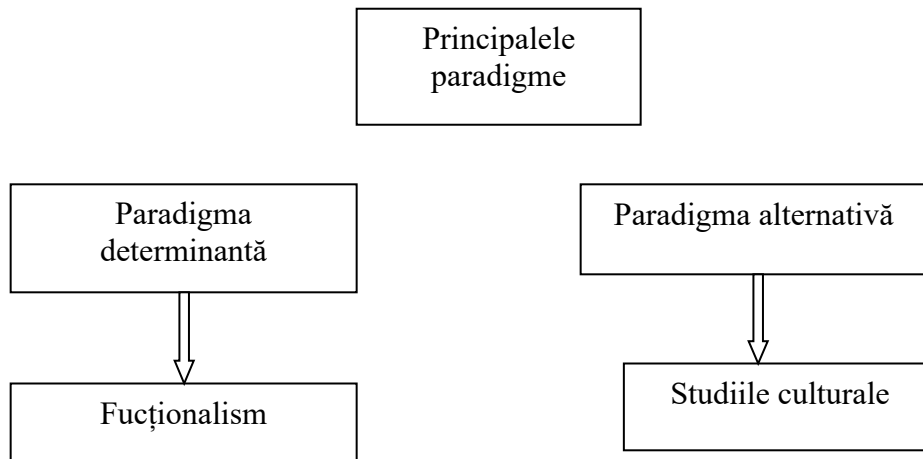 Principalele
paradigme
Paradigma
determinantă
Paradigma alternativă
Fucționalism
Studiile culturale